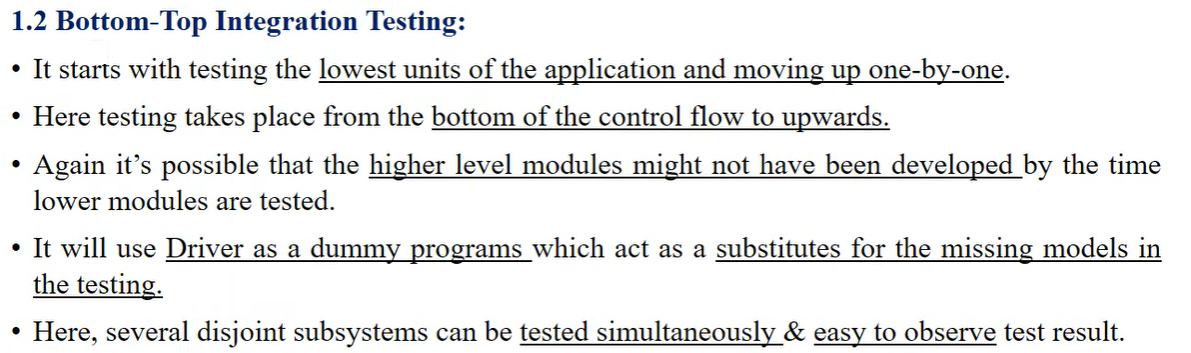 1.2 Bottom-Top Integration Testing:
• It starts with testing the lowest units of the application and moving up one-by-one.
• Here testing takes place from the bottom of the control flow to upwards.
• Again it’s possible that the higher level modules might not have been developed by the time
lower modules are tested.
• It will use Driver as a dummy programs which act as a substitutes for the missing models in
the testing.
• Here, several disjoint subsystems can be tested simultaneously & easy to observe test result.